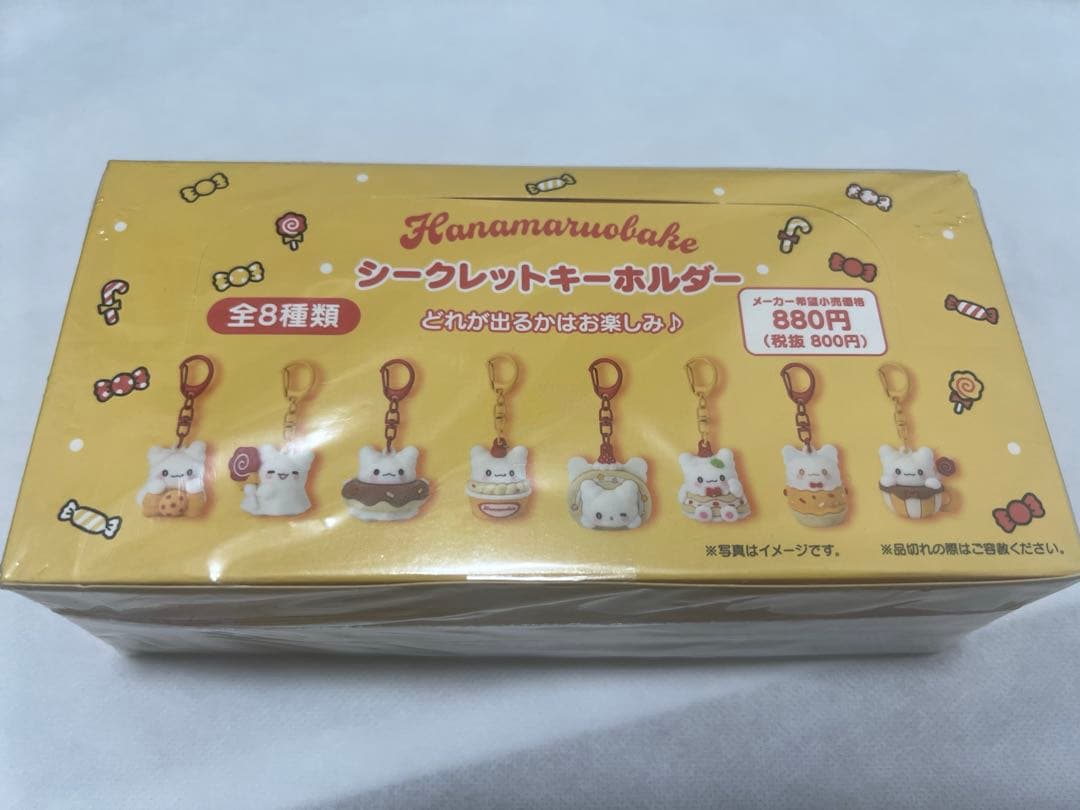 Hanamaruobake
シークレットキーホルダー
全8種類
どれが出るかはお楽しみ♪
メーカー希望小売価格
880円
(税抜 800円)
※写真はイメージです。
※品切れの際はご容赦ください。